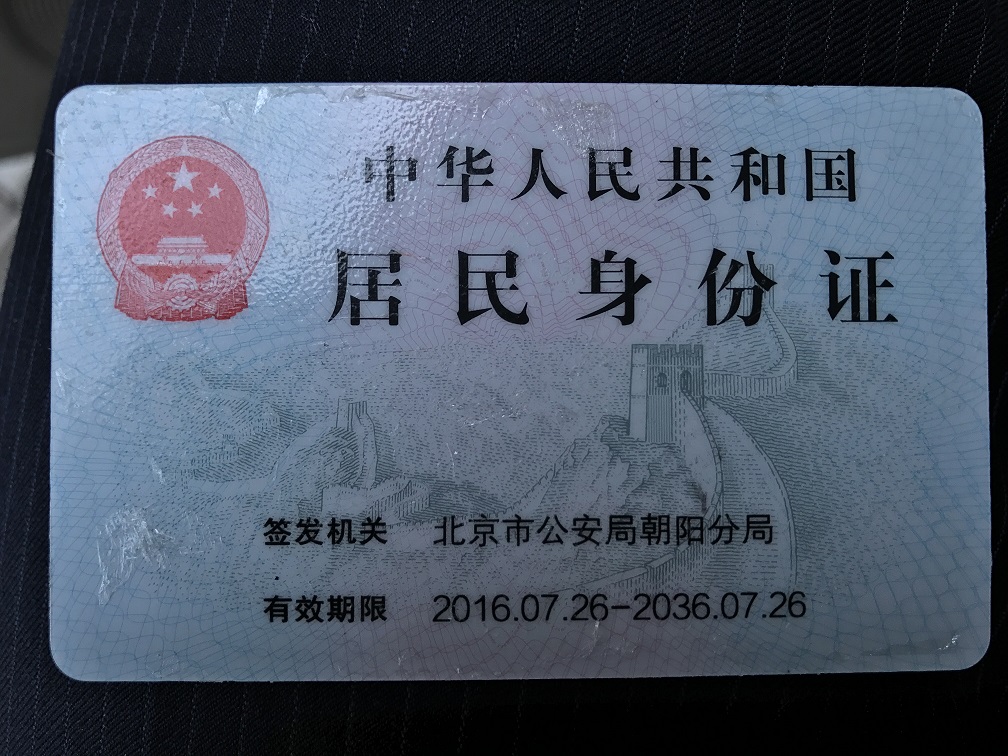 中华人民共和国
居民身份证
签发机关 北京市公安局朝阳分局
有效期限 2016.07.26-2036.07.26